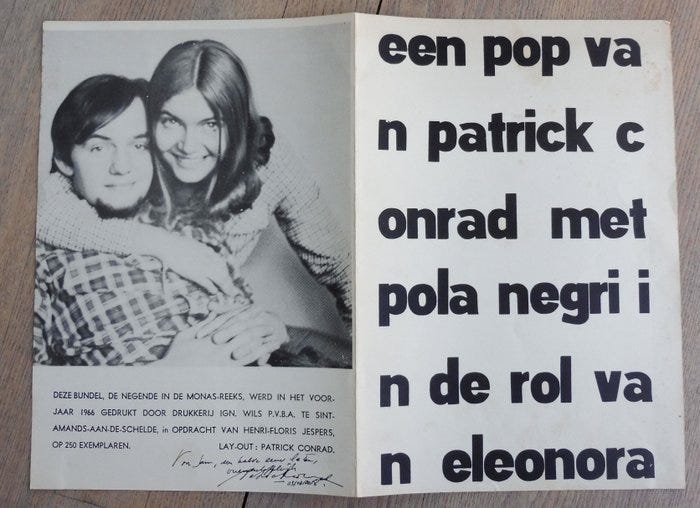 DEZE BUNDEL, DE NEGENDE IN DE MONAS-REEKS, WERD IN HET VOOR-
JAAR 1966 GEDRUKT DOOR DRUKKERIJ IGN. WILS P.V.B.A. TE SINT-
AMANDS-AAN-DE-SCHELDE, in OPDRACHT VAN HENRI-FLORIS JESPERS,
OP 250 EXEMPLAREN. LAY-OUT : PATRICK CONRAD.
een pop va
n patrick c
onrad met
pola negri i
n de rol va
n eleonora